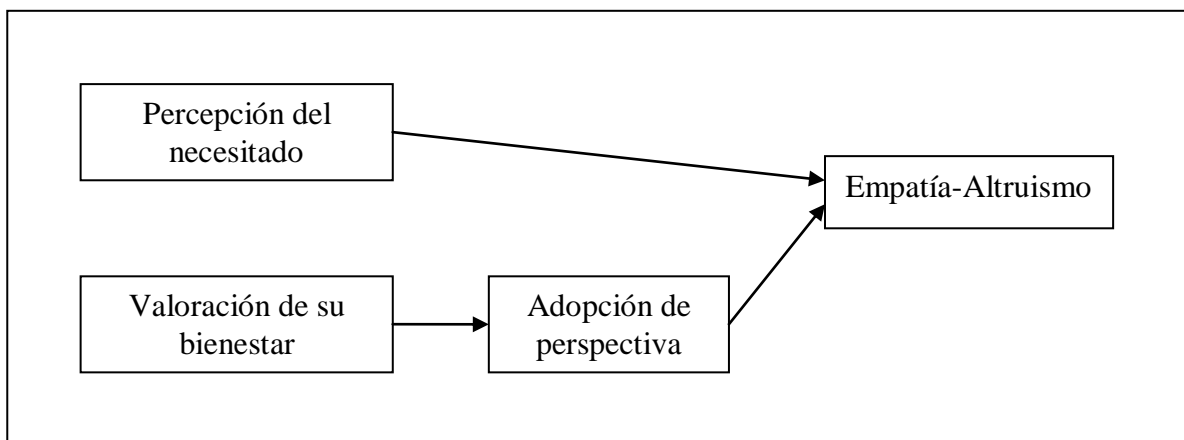 Percepción del
necesitado
Empatía-Altruismo
Valoración de su
bienestar
Adopción de
perspectiva